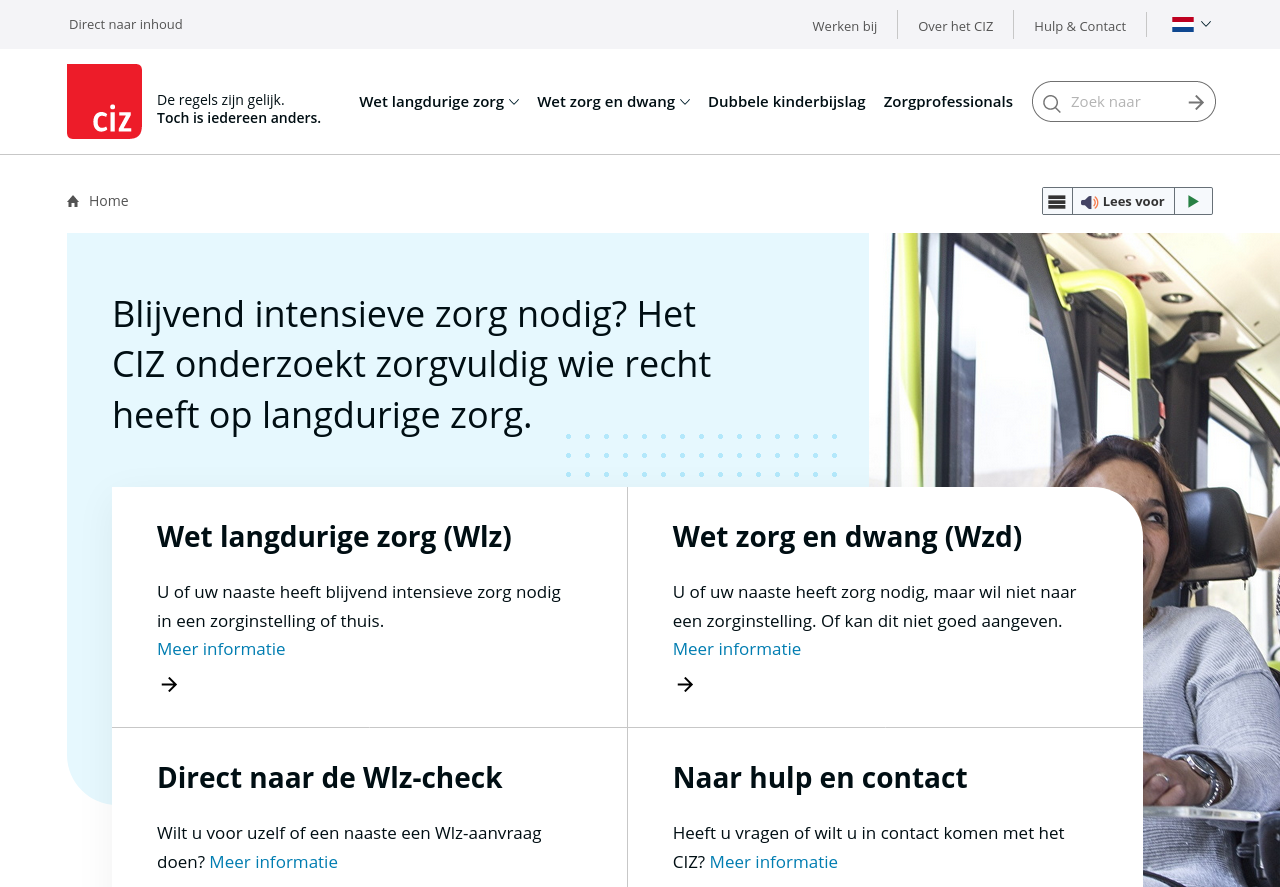 Direct naar inhoud
Werken bij
Over het CIZ
Hulp & Contact
ciz
De regels zijn gelijk.
Toch is iedereen anders.
Wet langdurige zorg
Wet zorg en dwang
Dubbele kinderbijslag
Zorgprofessionals
Zoek naar
Home
Lees voor
Blijvend intensieve zorg nodig? Het
CIZ onderzoekt zorgvuldig wie recht
heeft op langdurige zorg.
Wet langdurige zorg (Wlz)
U of uw naaste heeft blijvend intensieve zorg nodig
in een zorginstelling of thuis.
Meer informatie
Wet zorg en dwang (Wzd)
U of uw naaste heeft zorg nodig, maar wil niet naar
een zorginstelling. Of kan dit niet goed aangeven.
Meer informatie
Direct naar de Wlz-check
Wilt u voor uzelf of een naaste een Wlz-aanvraag
doen? Meer informatie
Naar hulp en contact
Heeft u vragen of wilt u in contact komen met het
CIZ? Meer informatie